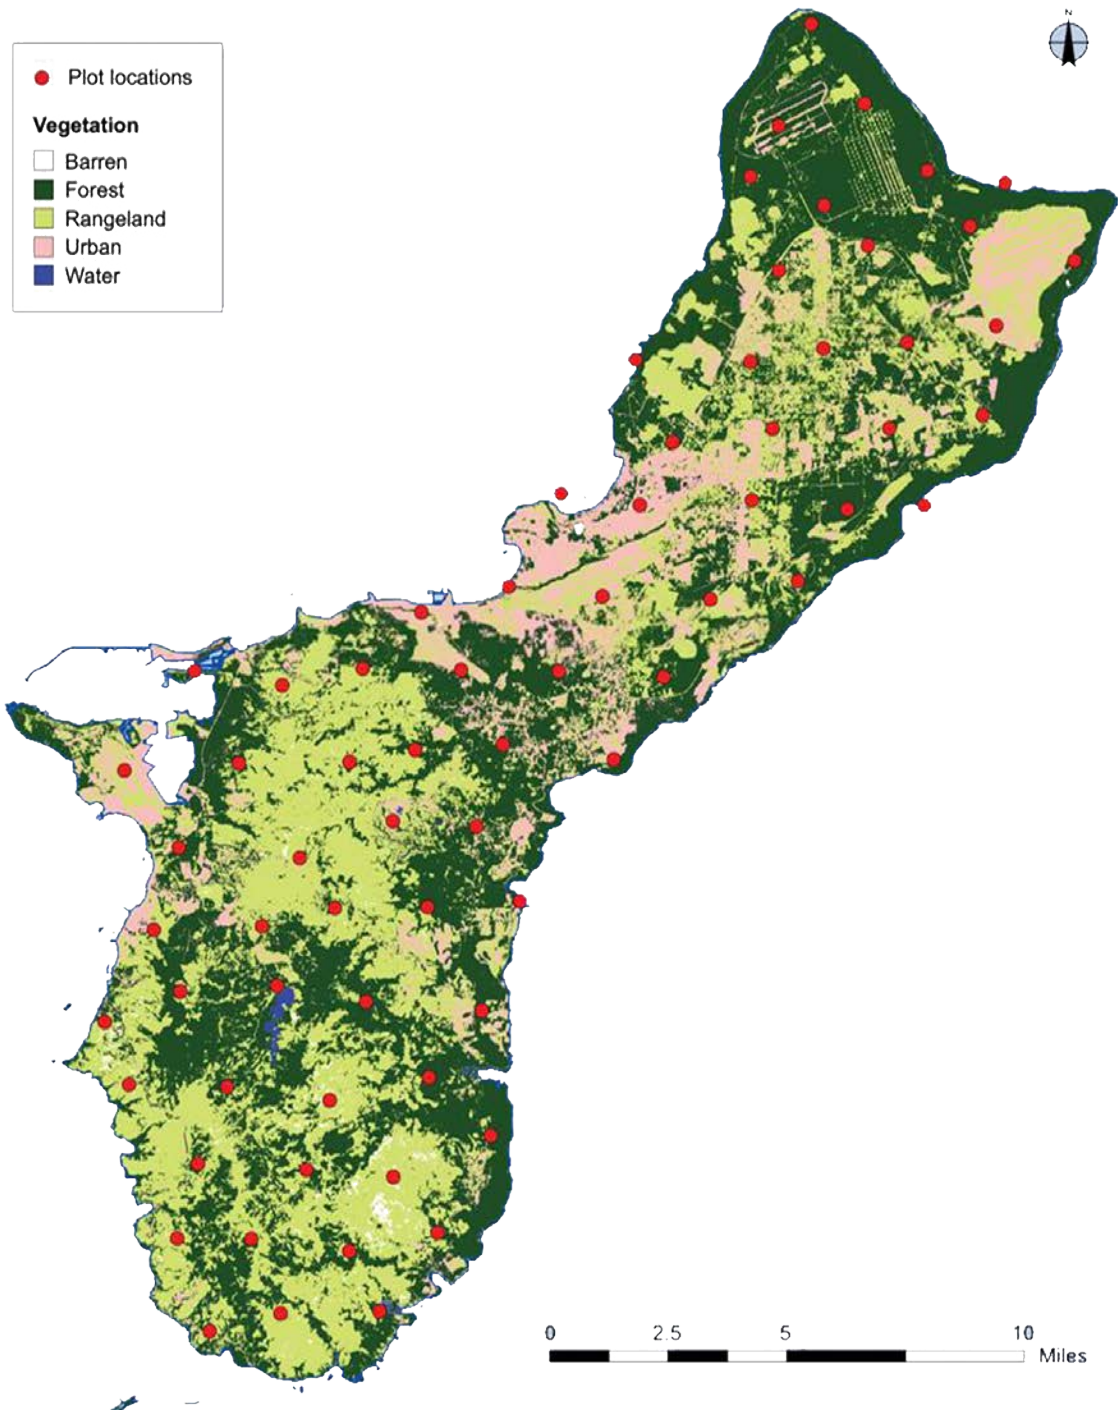 N
Plot locations
Vegetation
Barren
Forest
Rangeland
Urban
Water
0 2.5 5 10
Miles